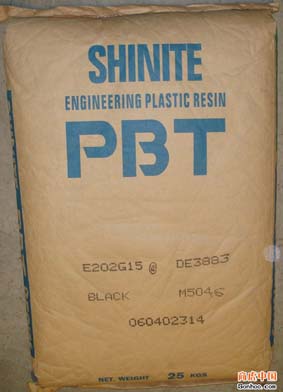 SHINITE
ENGINEERING PLASTIC RESIN
PBT
E202G15 @ DE3883
BLACK M5046
060402314
NET. WEIGHT 25 KGS.